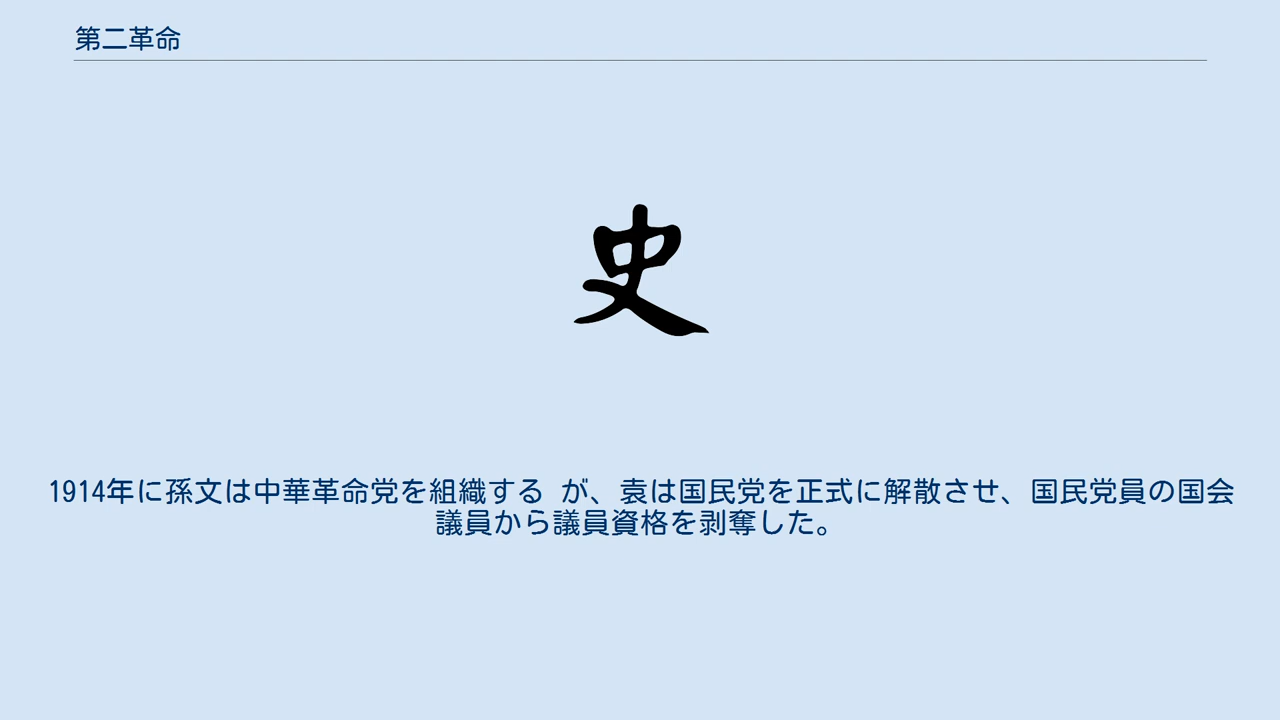 第二革命
史
1914年に孫文は中華革命党を組織する が、袁は国民党を正式に解散させ、国民党員の国会
議員から議員資格を剥奪した。